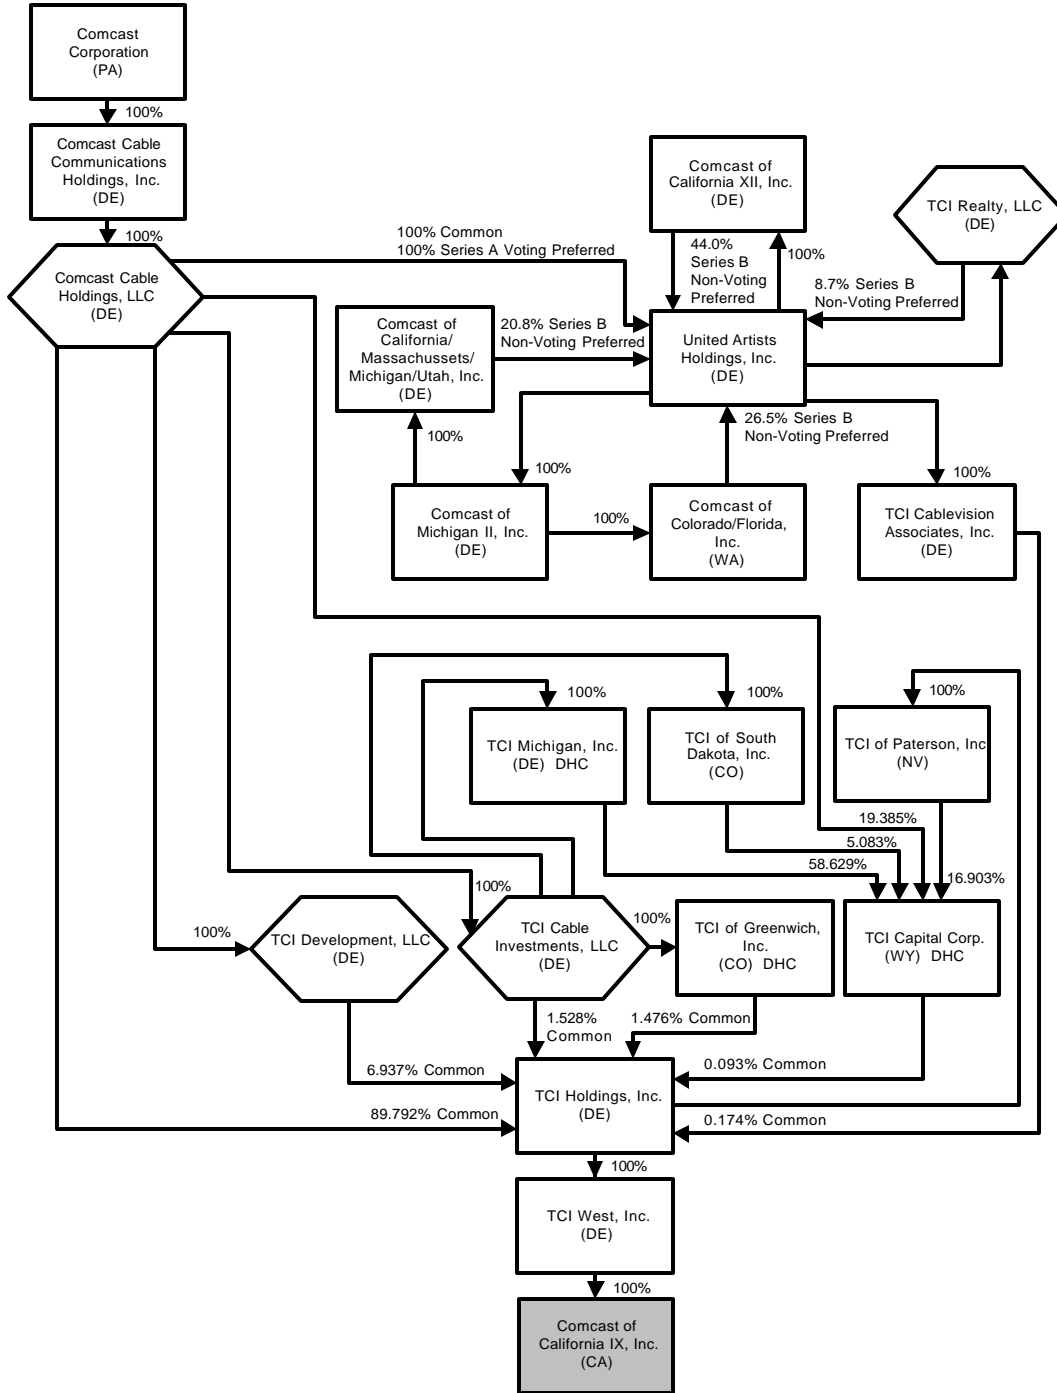 Comcast
Corporation
(PA)
100%
Comcast Cable
Communications
Holdings, Inc.
(DE)
100%
Comcast Cable
Holdings, LLC
(DE)
100% Common
100% Series A Voting Preferred
Comcast of
California XII, Inc.
(DE)
44.0%
Series B
Non-Voting
Preferred
100%
TCI Realty, LLC
(DE)
8.7% Series B
Non-Voting Preferred
Comcast of
California/
Massachussets/
Michigan/Utah, Inc.
(DE)
20.8% Series B
Non-Voting Preferred
United Artists
Holdings, Inc.
(DE)
100%
26.5% Series B
Non-Voting Preferred
100%
100%
Comcast of
Michigan II, Inc.
(DE)
100%
Comcast of
Colorado/Florida,
Inc.
(WA)
TCI Cablevision
Associates, Inc.
(DE)
100%
100%
100%
TCI Michigan, Inc.
(DE) DHC
TCI of South
Dakota, Inc.
(CO)
TCI of Paterson, Inc
(NV)
19.385%
5.083%
58.629%
16.903%
100%
100%
TCI Development, LLC
(DE)
TCI Cable
Investments, LLC
(DE)
100%
TCI of Greenwich,
Inc.
(CO) DHC
TCI Capital Corp.
(WY) DHC
1.528%
Common
1.476% Common
6.937% Common
0.093% Common
89.792% Common
TCI Holdings, Inc.
(DE)
0.174% Common
100%
TCI West, Inc.
(DE)
100%
Comcast of
California IX, Inc.
(CA)